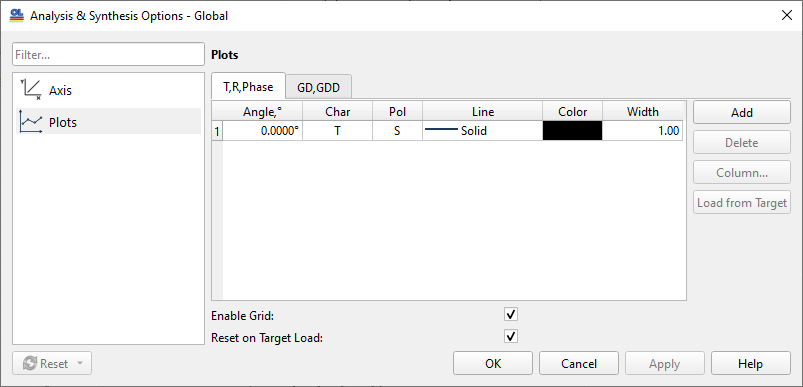 Analysis & Synthesis Options - Global
Filter...
Axis
Plots
Plots
T,R,Phase GD,GDD
Angle,° Char Pol Line Color Width
1 0.0000° T S Solid 1.00
Add
Delete
Column...
Load from Target
Enable Grid:
Reset on Target Load:
Reset OK Cancel Apply Help